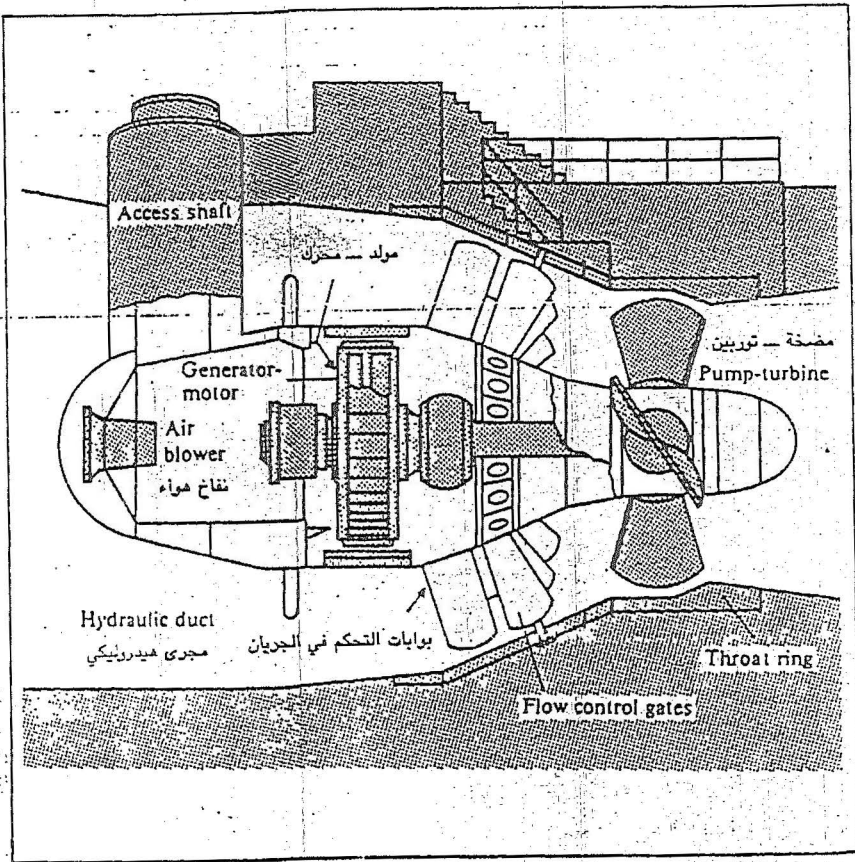 Access shaft
مولد — محرك
Generator-
motor
مضخة — توربين
Pump-turbine
Air
blower
نفاخ هواء
Hydraulic duct
مجرى هيدروليكي
بوابات التحكم في الجريان
Throat ring
Flow control gates